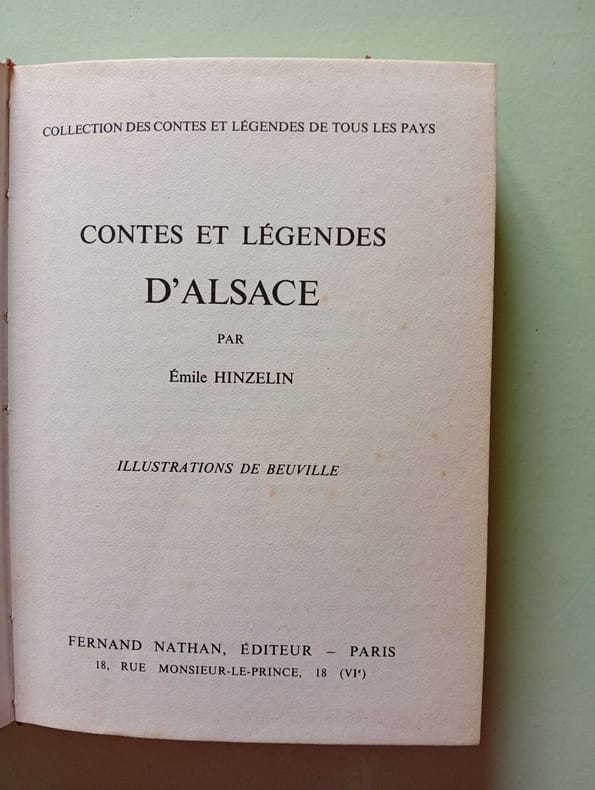 COLLECTION DES CONTES ET LÉGENDES DE TOUS LES PAYS
CONTES ET LÉGENDES
D'ALSACE
PAR
Émile HINZELIN
ILLUSTRATIONS DE BEUVILLE
FERNAND NATHAN, ÉDITEUR – PARIS
18, RUE MONSIEUR-LE-PRINCE, 18 (VIᵉ)